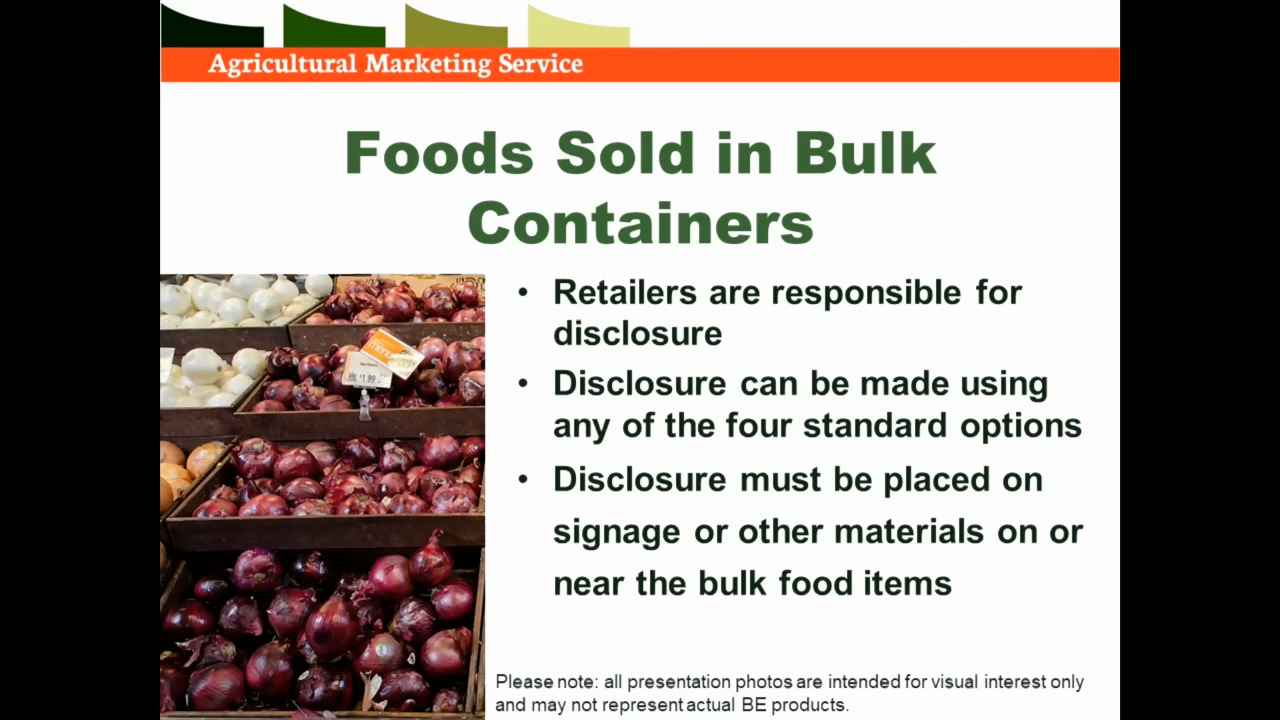 Agricultural Marketing Service
Foods Sold in Bulk
Containers
• Retailers are responsible for
disclosure
• Disclosure can be made using
any of the four standard options
• Disclosure must be placed on
signage or other materials on or
near the bulk food items
menu
1.99
Please note: all presentation photos are intended for visual interest only
and may not represent actual BE products.